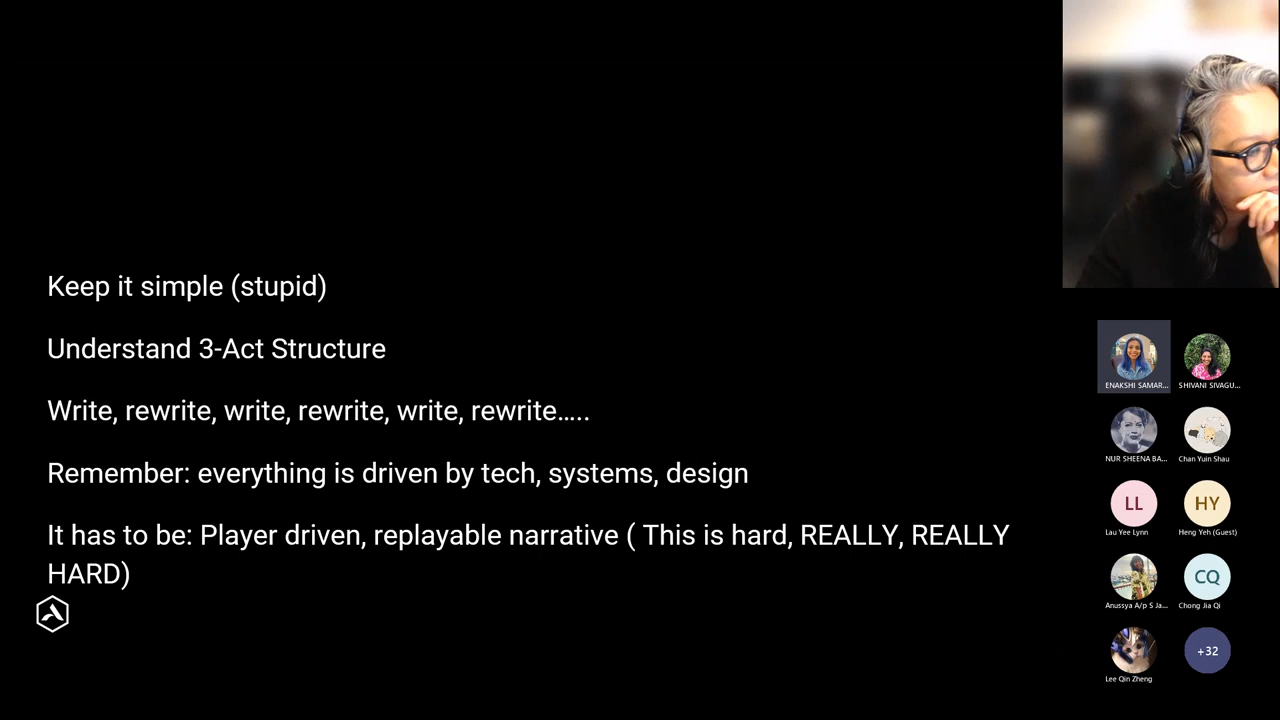 Keep it simple (stupid)
Understand 3-Act Structure
Write, rewrite, write, rewrite, write, rewrite…..
Remember: everything is driven by tech, systems, design
It has to be: Player driven, replayable narrative ( This is hard, REALLY, REALLY
HARD)
ENAKSHI SAMAR...
SHIVANI SIVAGU...
NUR SHEENA BA...
Chan Yuin Shau
LL
HY
Lau Yee Lynn
Heng Yeh (Guest)
CQ
Anussya A/p S Ja...
Chong Jia Qi
+32
Lee Qin Zheng